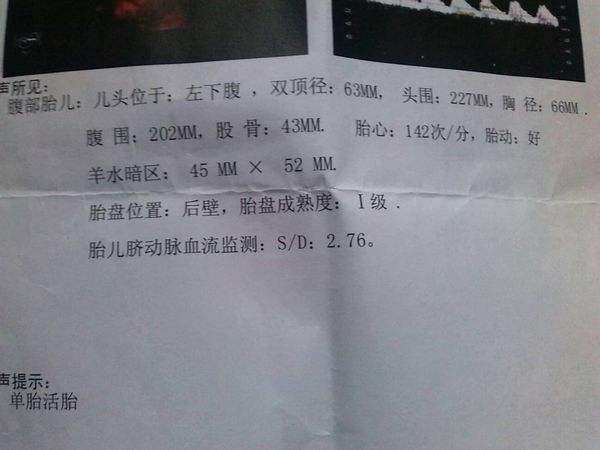 声所见:
腹部胎儿: 儿头位于: 左下腹 , 双顶径: 63MM, 头围: 227MM, 胸 径: 66MM .
腹 围: 202MM, 股 骨: 43MM. 胎心: 142次/分, 胎动: 好
羊水暗区: 45 MM × 52 MM.
胎盘位置: 后壁, 胎盘成熟度: I级 .
胎儿脐动脉血流监测: S/D: 2.76。
声提示:
单胎活胎